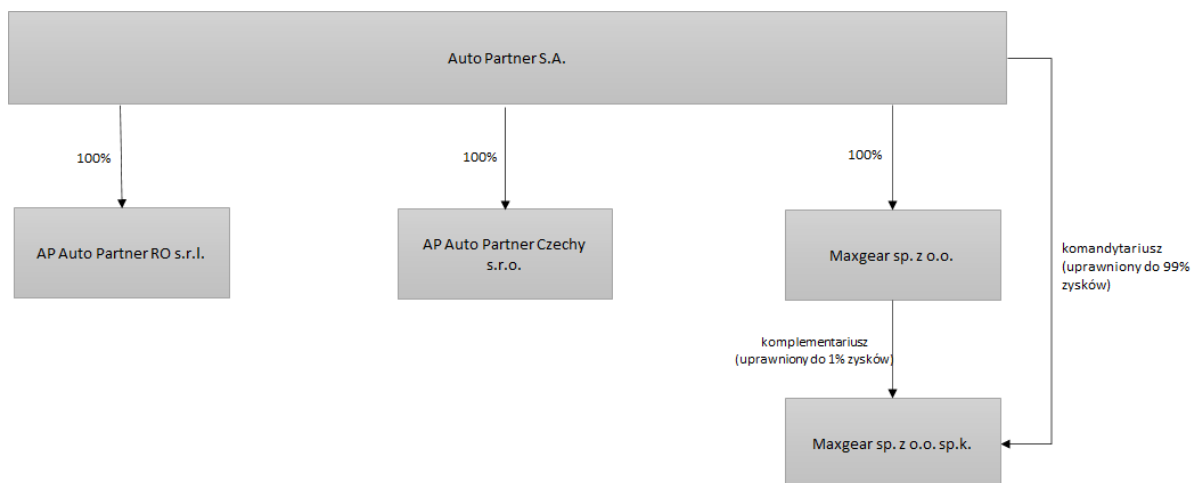 Auto Partner S.A.
100%
100%
100%
AP Auto Partner RO s.r.l.
AP Auto Partner Czechy
s.r.o.
Maxgear sp. z o.o.
komandytariusz
(uprawniony do 99%
zysków)
komplementariusz
(uprawniony do 1% zysków)
Maxgear sp. z o.o. sp.k.